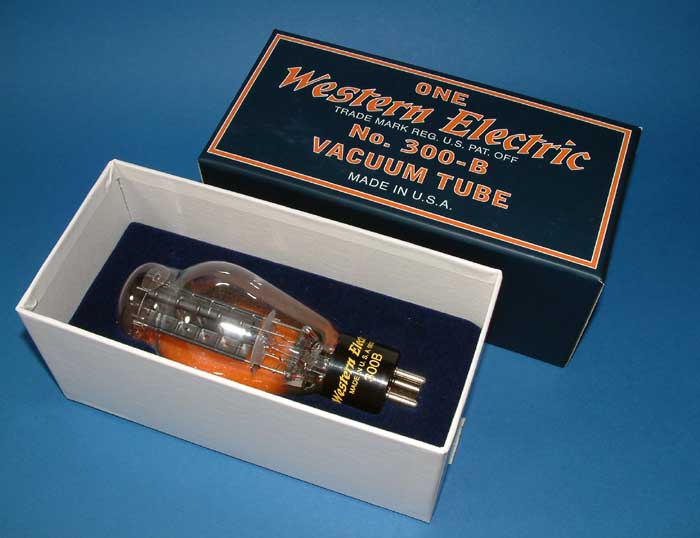 ONE
Western Electric
TRADE MARK REG. U.S. PAT. OFF
No. 300-B
VACUUM TUBE
MADE IN U.S.A.
Western Elec
MADE IN U.S.A.
300B